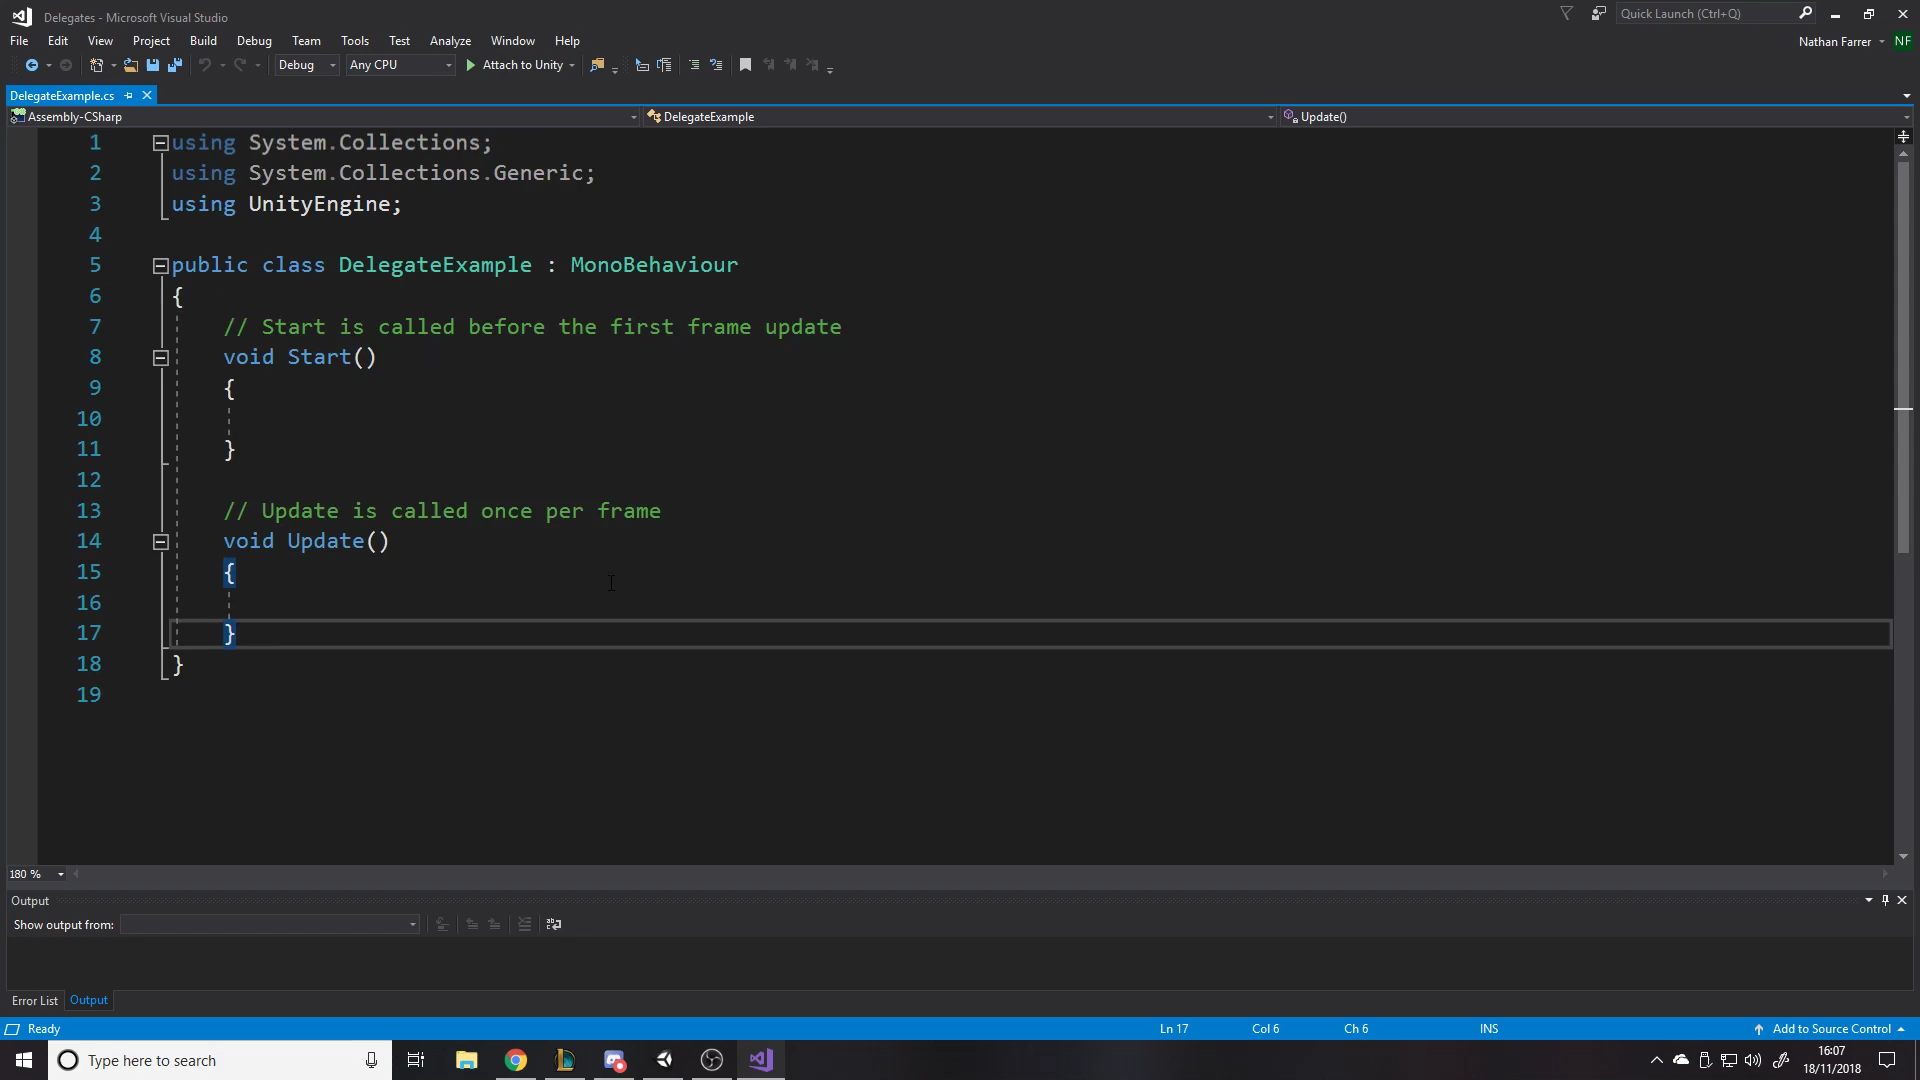 Delegates - Microsoft Visual Studio
Quick Launch (Ctrl+Q)
File Edit View Project Build Debug Team Tools Test Analyze Window Help
Nathan Farrer NF
Debug Any CPU Attach to Unity
DelegateExample.cs
Assembly-CSharp DelegateExample Update()
1 using System.Collections;
2 using System.Collections.Generic;
3 using UnityEngine;
4
5 public class DelegateExample : MonoBehaviour
6 {
7 // Start is called before the first frame update
8 void Start()
9 {
10
11 }
12
13 // Update is called once per frame
14 void Update()
15 {
16
17 }
18 }
19
180 %
Output
Show output from:
Error List Output
Ready Ln 17 Col 6 Ch 6 INS Add to Source Control
Type here to search
16:07
18/11/2018